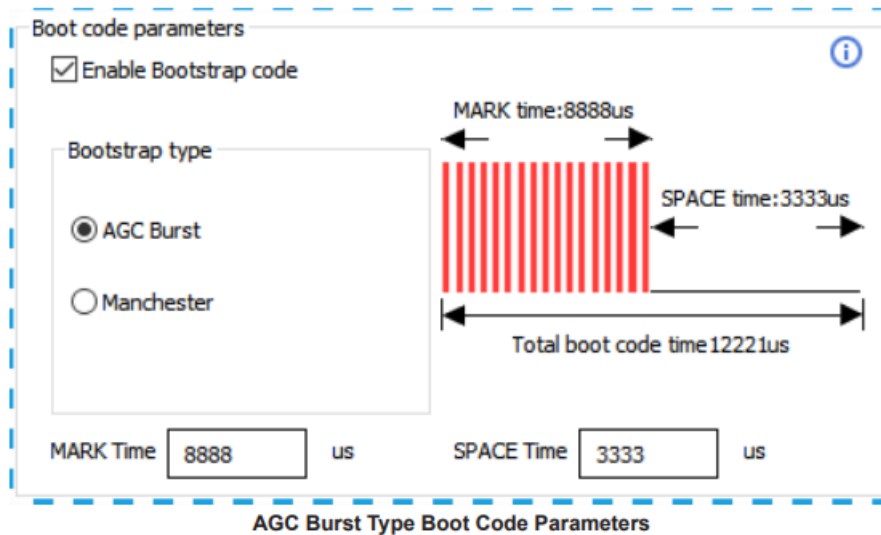 Boot code parameters
Enable Bootstrap code
i
MARK time:8888us
Bootstrap type
SPACE time:3333us
AGC Burst
Manchester
Total boot code time12221us
MARK Time 8888 us SPACE Time 3333 us
AGC Burst Type Boot Code Parameters